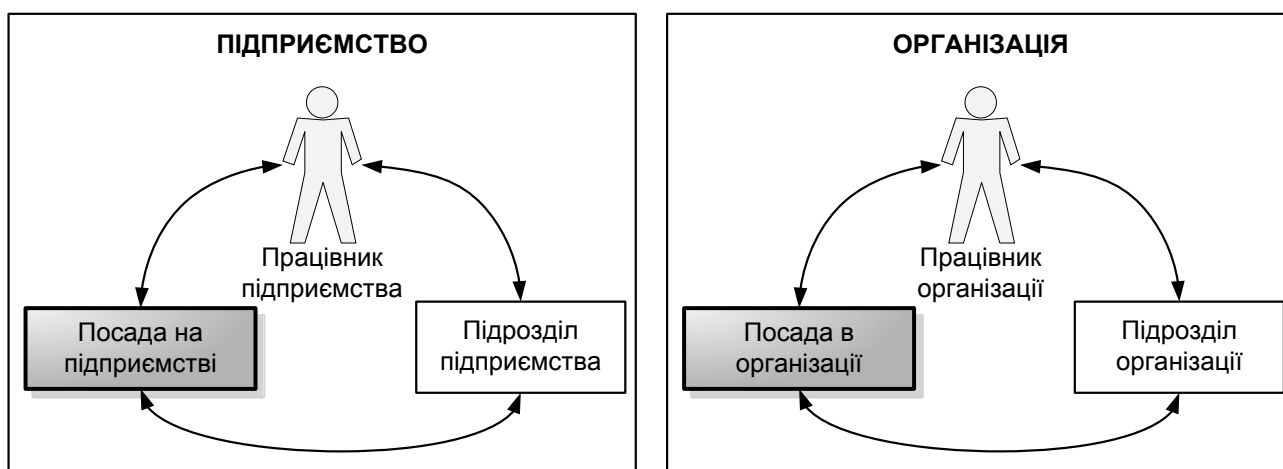 ПІДПРИЄМСТВО
Працівник
підприємства
Посада на
підприємстві
Підрозділ
підприємства
ОРГАНІЗАЦІЯ
Працівник
організації
Посада в
організації
Підрозділ
організації